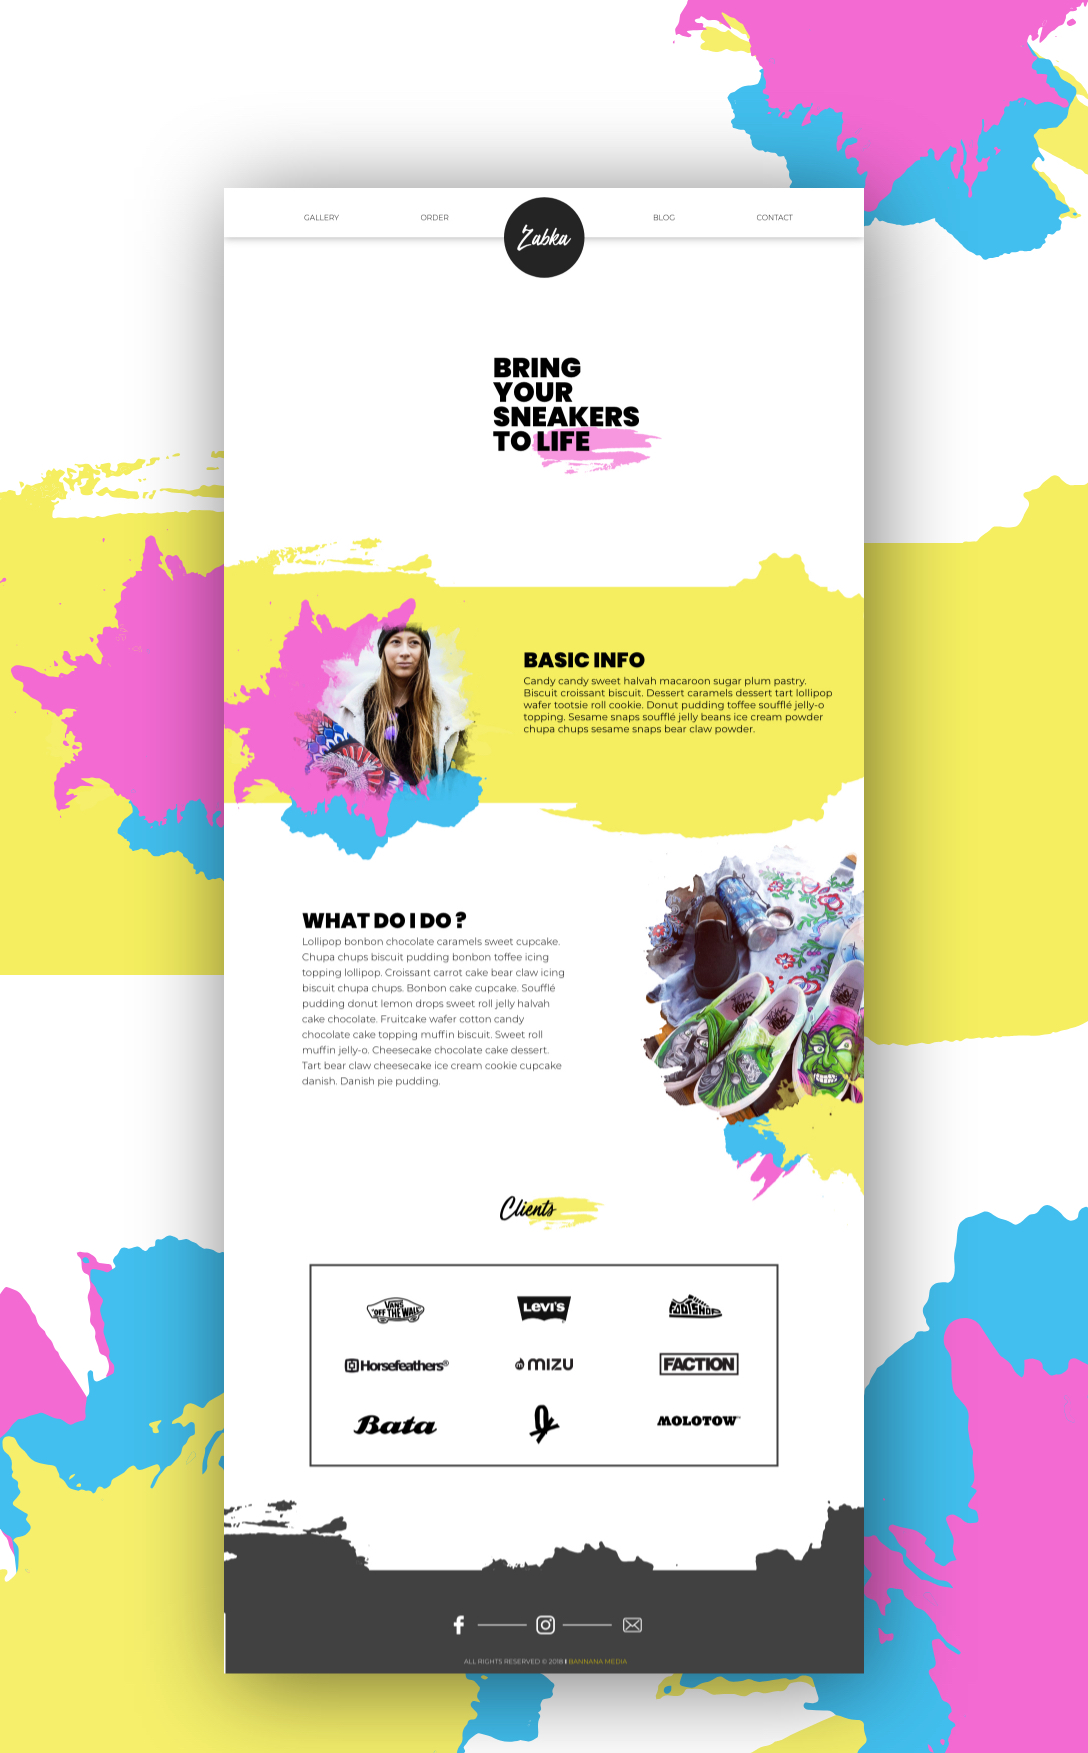 GALLERY
ORDER
Zabka
BLOG
CONTACT
BRING
YOUR
SNEAKERS
TO LIFE
BASIC INFO
Candy candy sweet halvah macaroon sugar plum pastry.
Biscuit croissant biscuit. Dessert caramels dessert tart lollipop
wafer tootsie roll cookie. Donut pudding toffee soufflé jelly-o
topping. Sesame snaps soufflé jelly beans ice cream powder
chupa chups sesame snaps bear claw powder.
WHAT DO I DO ?
Lollipop bonbon chocolate caramels sweet cupcake.
Chupa chups biscuit pudding bonbon toffee icing
topping lollipop. Croissant carrot cake bear claw icing
biscuit chupa chups. Bonbon cake cupcake. Soufflé
pudding donut lemon drops sweet roll jelly halvah
cake chocolate. Fruitcake wafer cotton candy
chocolate cake topping muffin biscuit. Sweet roll
muffin jelly-o. Cheesecake chocolate cake dessert.
Tart bear claw cheesecake ice cream cookie cupcake
danish. Danish pie pudding.
Clients
VANS
"OFF THE WALL"
LEVI'S
FOOTSHOP
Horsefeathers®
MIZU
FACTION
Bata
MOLOTOW™
ALL RIGHTS RESERVED © 2018 I BANNANA MEDIA